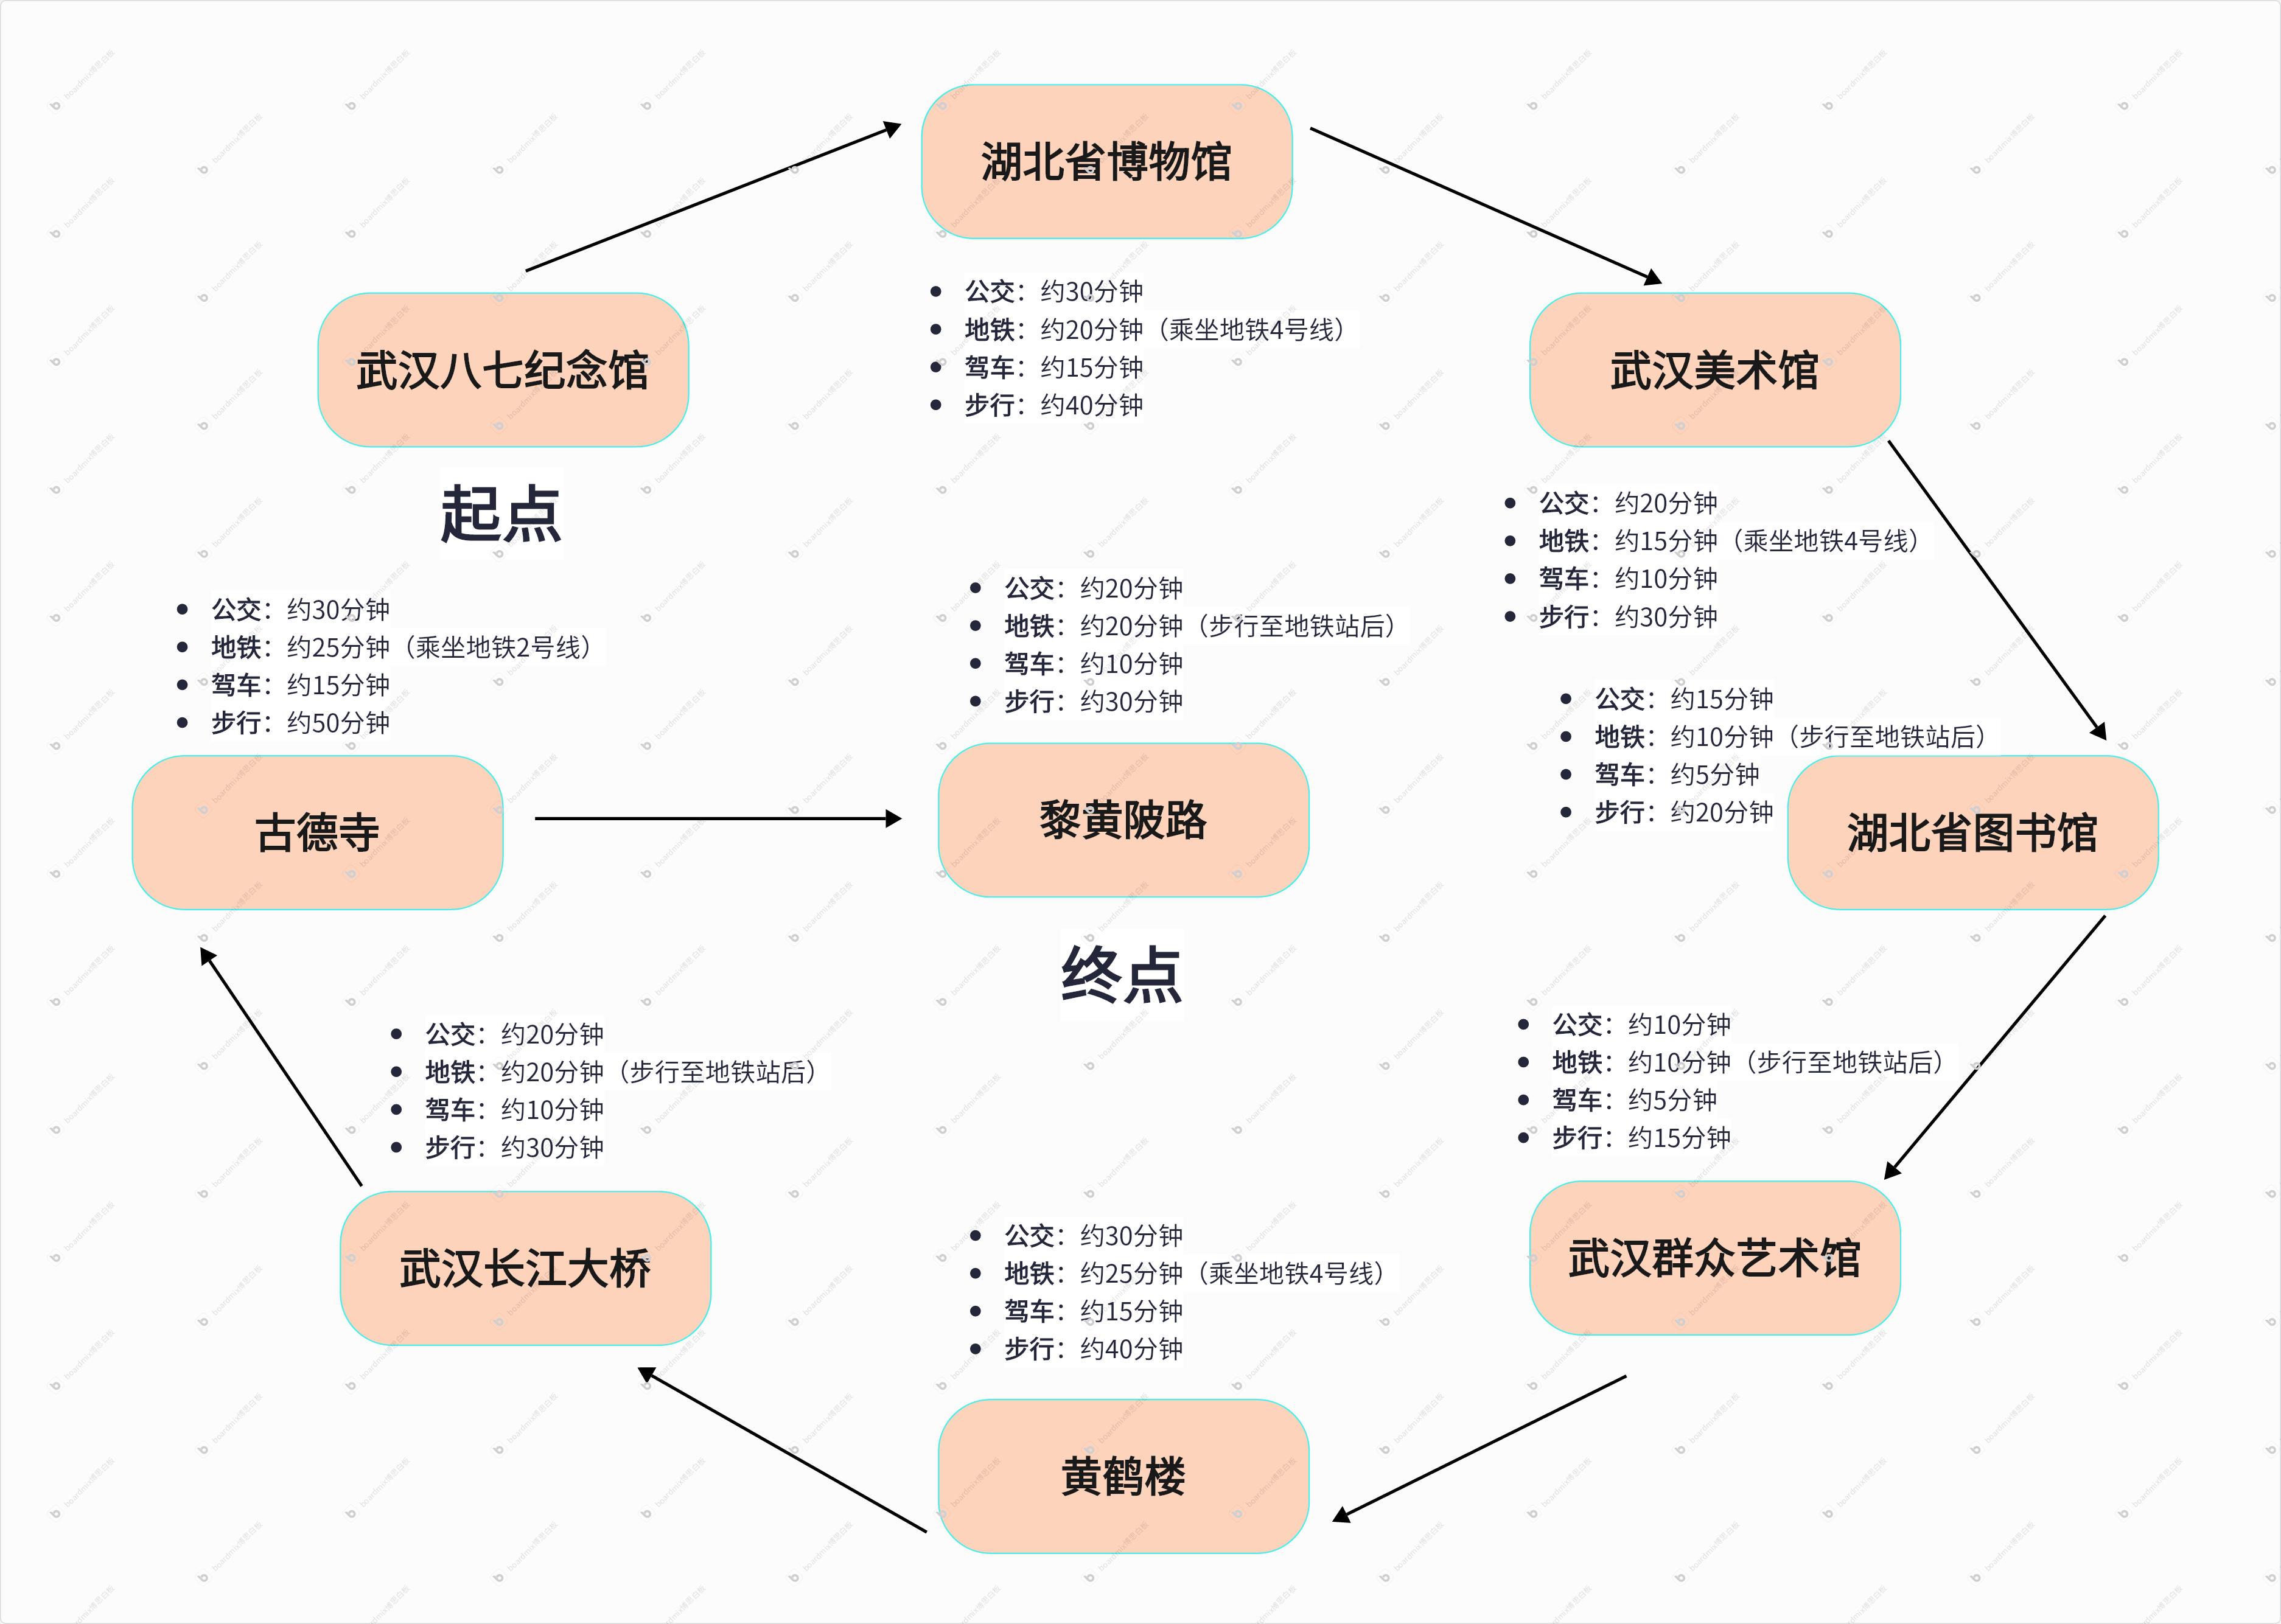 湖北省博物馆
武汉八七纪念馆
起点
公交：约30分钟
地铁：约20分钟（乘坐地铁4号线）
驾车：约15分钟
步行：约40分钟
武汉美术馆
公交：约20分钟
地铁：约15分钟（乘坐地铁4号线）
驾车：约10分钟
步行：约30分钟
公交：约30分钟
地铁：约25分钟（乘坐地铁2号线）
驾车：约15分钟
步行：约50分钟
古德寺
公交：约20分钟
地铁：约20分钟（步行至地铁站后）
驾车：约10分钟
步行：约30分钟
黎黄陂路
终点
公交：约15分钟
地铁：约10分钟（步行至地铁站后）
驾车：约5分钟
步行：约20分钟
湖北省图书馆
公交：约20分钟
地铁：约20分钟（步行至地铁站后）
驾车：约10分钟
步行：约30分钟
武汉长江大桥
公交：约30分钟
地铁：约25分钟（乘坐地铁4号线）
驾车：约15分钟
步行：约40分钟
黄鹤楼
公交：约10分钟
地铁：约10分钟（步行至地铁站后）
驾车：约5分钟
步行：约15分钟
武汉群众艺术馆
boardmix博思白板